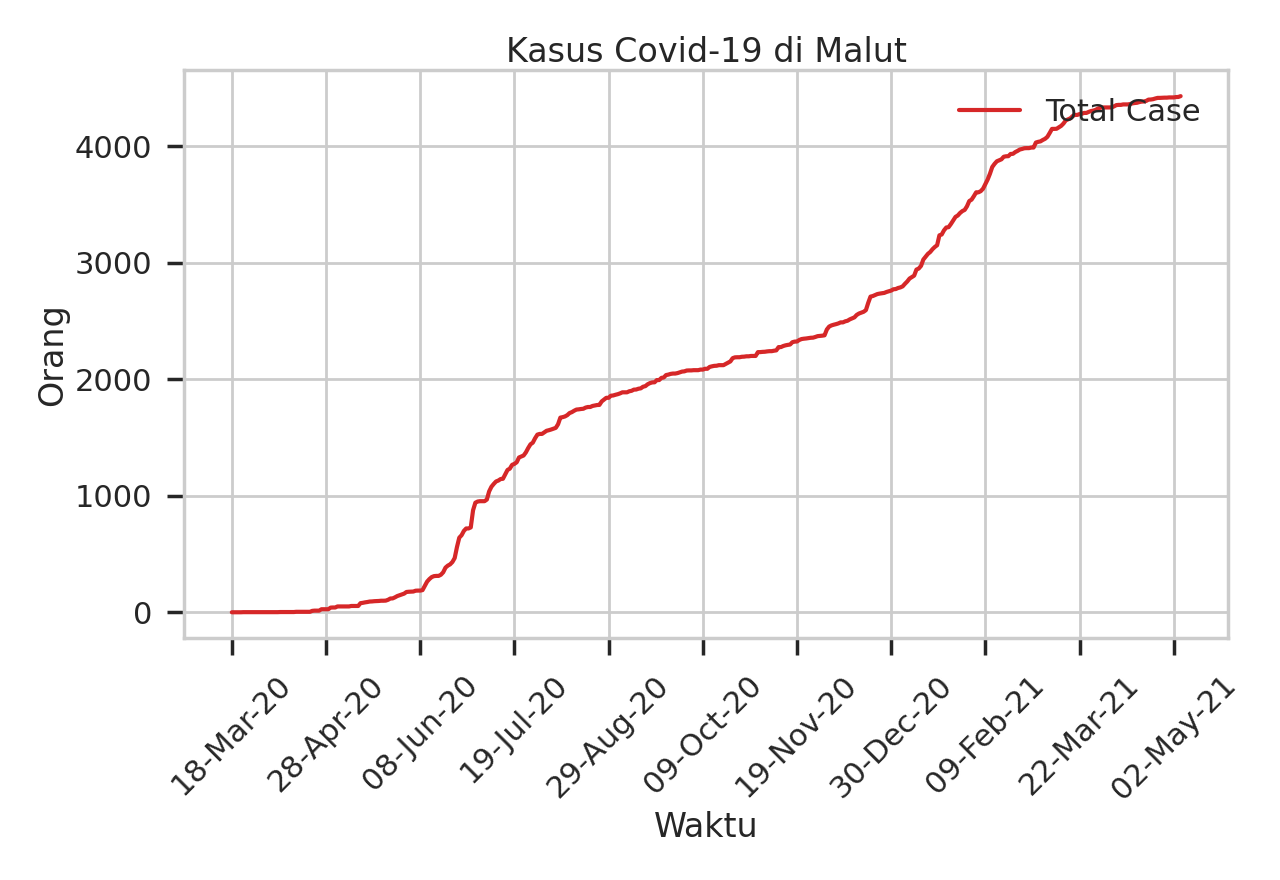 Kasus Covid-19 di Malut
Total Case
Orang
4000
3000
2000
1000
0
18-Mar-20
28-Apr-20
08-Jun-20
19-Jul-20
29-Aug-20
09-Oct-20
19-Nov-20
30-Dec-20
09-Feb-21
22-Mar-21
02-May-21
Waktu